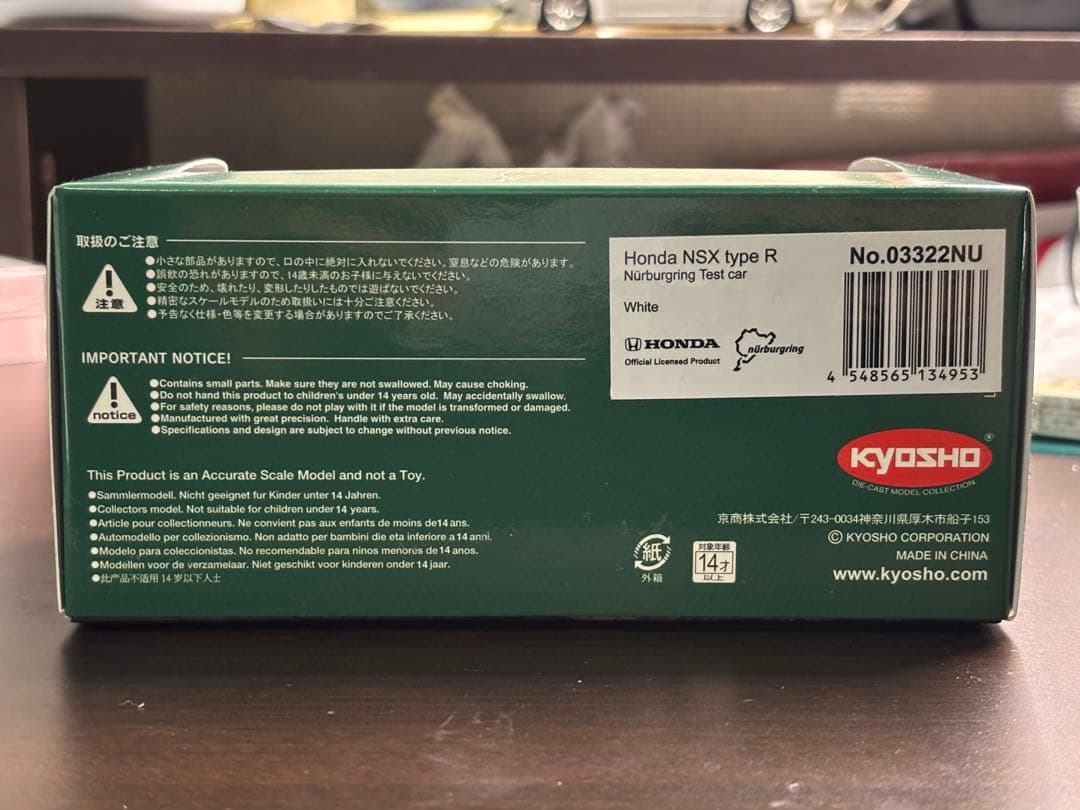 取扱のご注意
注意
●小さな部品がありますので、口の中に絶対に入れないでください。窒息などの危険があります。
●誤飲の恐れがありますので、14歳未満のお子様に与えないでください。
●安全のため、壊れたり、変形したりしたものでは遊ばないでください。
●精密なスケールモデルのため取扱いには十分ご注意ください。
●予告なく仕様・色等を変更する場合がありますのでご了承ください。
IMPORTANT NOTICE!
notice
●Contains small parts. Make sure they are not swallowed. May cause choking.
●Do not hand this product to children's under 14 years old. May accidentally swallow.
●For safety reasons, please do not play with it if the model is transformed or damaged.
●Manufactured with great precision. Handle with extra care.
●Specifications and design are subject to change without previous notice.
This Product is an Accurate Scale Model and not a Toy.
●Sammlermodell. Nicht geeignet fur Kinder unter 14 Jahren.
●Collectors model. Not suitable for children under 14 years.
●Article pour collectionneurs. Ne convient pas aux enfants de moins de14ans.
●Automodello per collezionismo. Non adatto per bambini die eta inferiore a 14 anni.
●Modelo para coleccionistas. No recomendable para ninos menores de14anos.
●Modellen voor de verzamelaar. Niet geschikt voor kinderen onder 14 jaar.
●此产品不适用 14 岁以下人士
Honda NSX type R
Nürburgring Test car
White
No.03322NU
HONDA
Official Licensed Product
nürburgring
4 548565 134953
KYOSHO
®
DIE-CAST MODEL COLLECTION
紙
外箱
対象年齢
14才
以上
京商株式会社/〒243-0034神奈川県厚木市船子153
© KYOSHO CORPORATION
MADE IN CHINA
www.kyosho.com